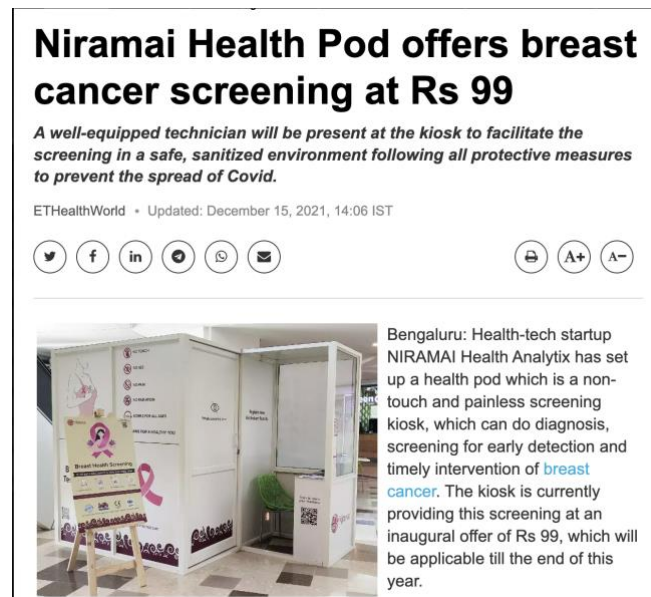 Niramai Health Pod offers breast
cancer screening at Rs 99
A well-equipped technician will be present at the kiosk to facilitate the
screening in a safe, sanitized environment following all protective measures
to prevent the spread of Covid.
ETHealthWorld • Updated: December 15, 2021, 14:06 IST
A+
A−
Breast Health Screening
Bengaluru: Health-tech startup
NIRAMAI Health Analytix has set
up a health pod which is a non-
touch and painless screening
kiosk, which can do diagnosis,
screening for early detection and
timely intervention of breast
cancer. The kiosk is currently
providing this screening at an
inaugural offer of Rs 99, which will
be applicable till the end of this
year.